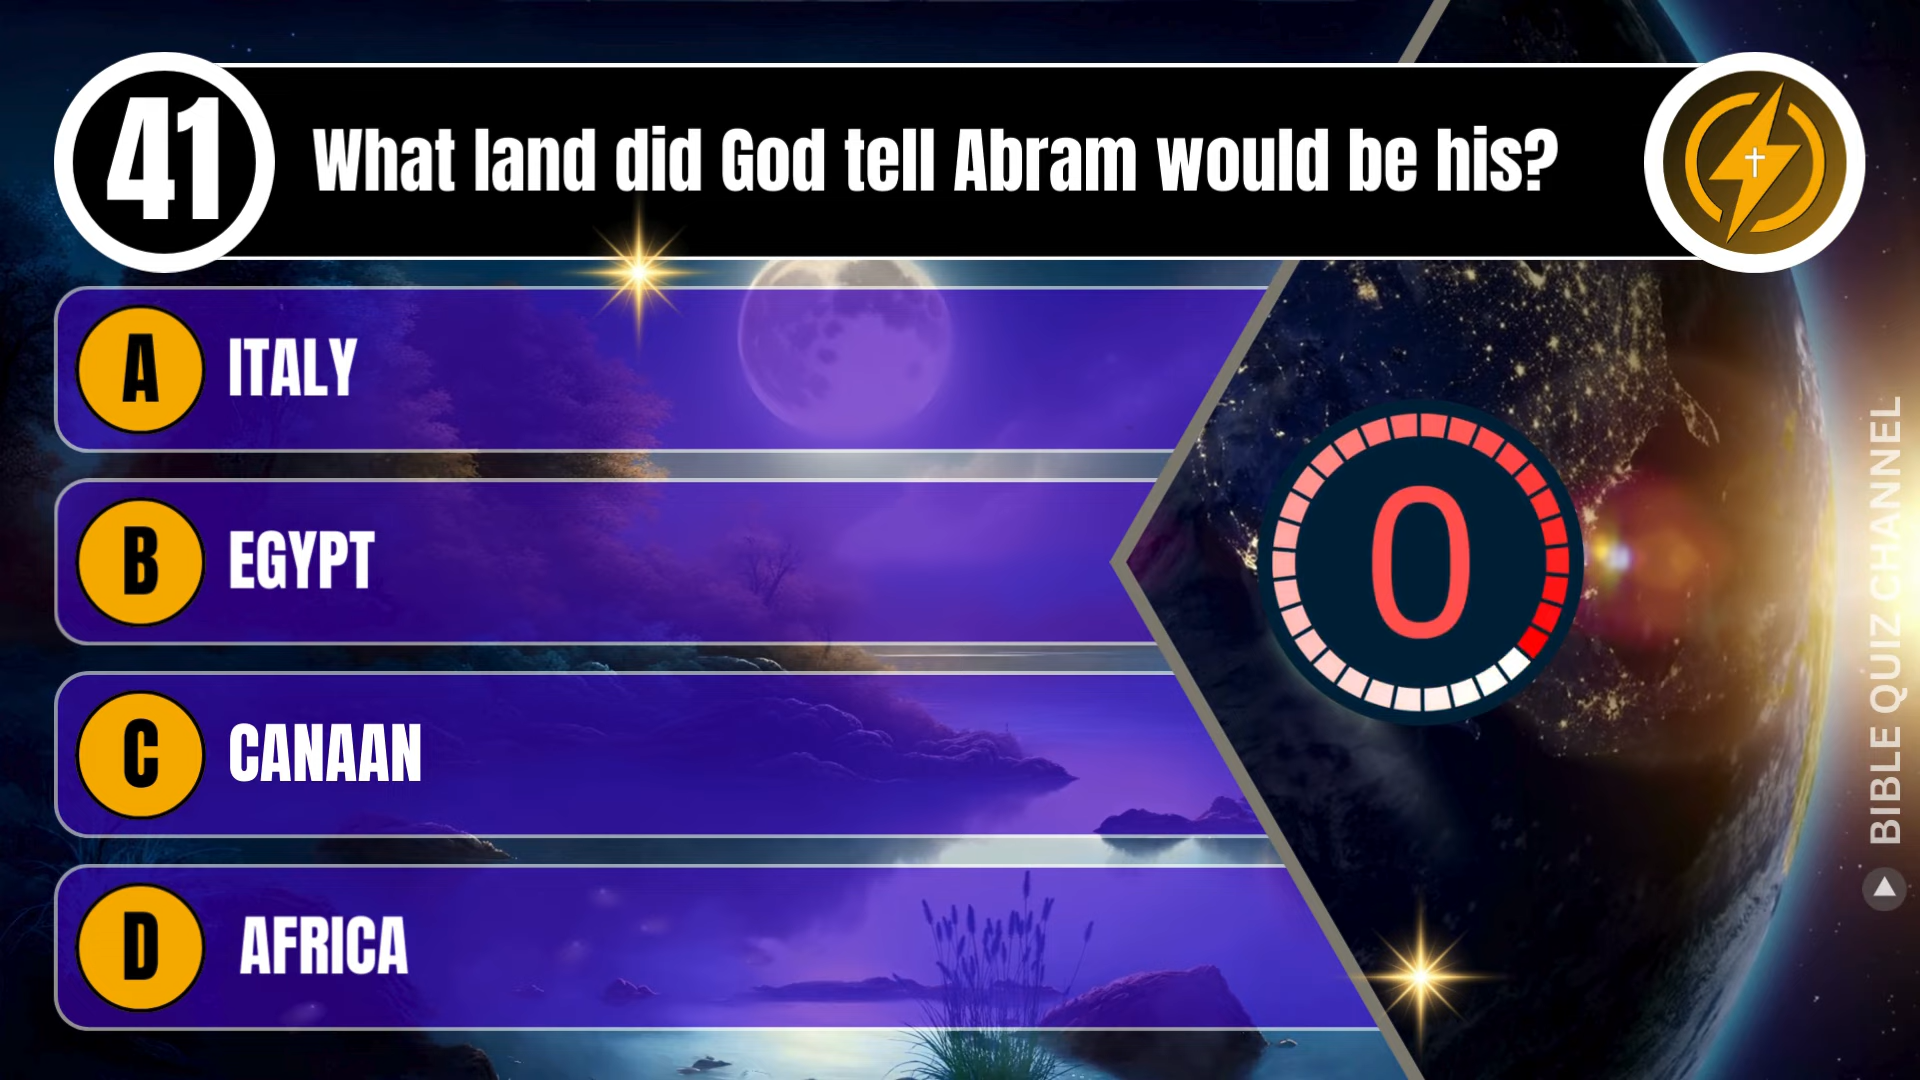 41
What land did God tell Abram would be his?
A
ITALY
B
EGYPT
C
CANAAN
D
AFRICA
0
BIBLE QUIZ CHANNEL